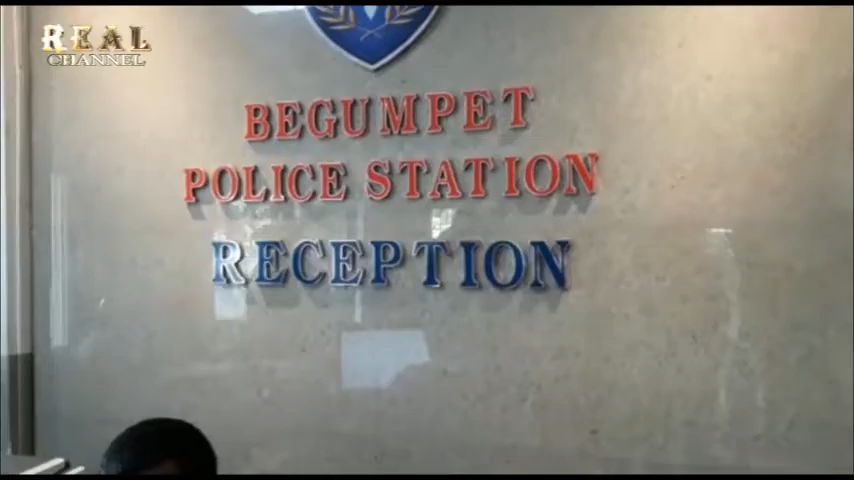 REAL
CHANNEL
BEGUMPET
POLICE STATION
RECEPTION